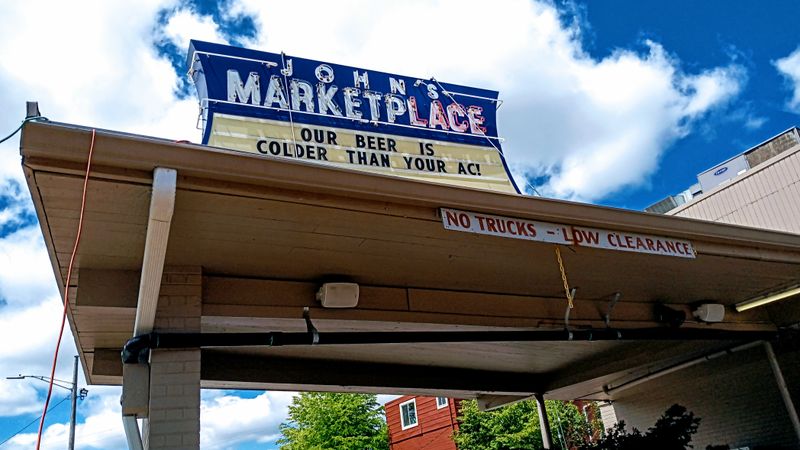 JOHN'S
MARKETPLACE
OUR BEER IS
COLDER THAN YOUR AC!
NO TRUCKS - LOW CLEARANCE